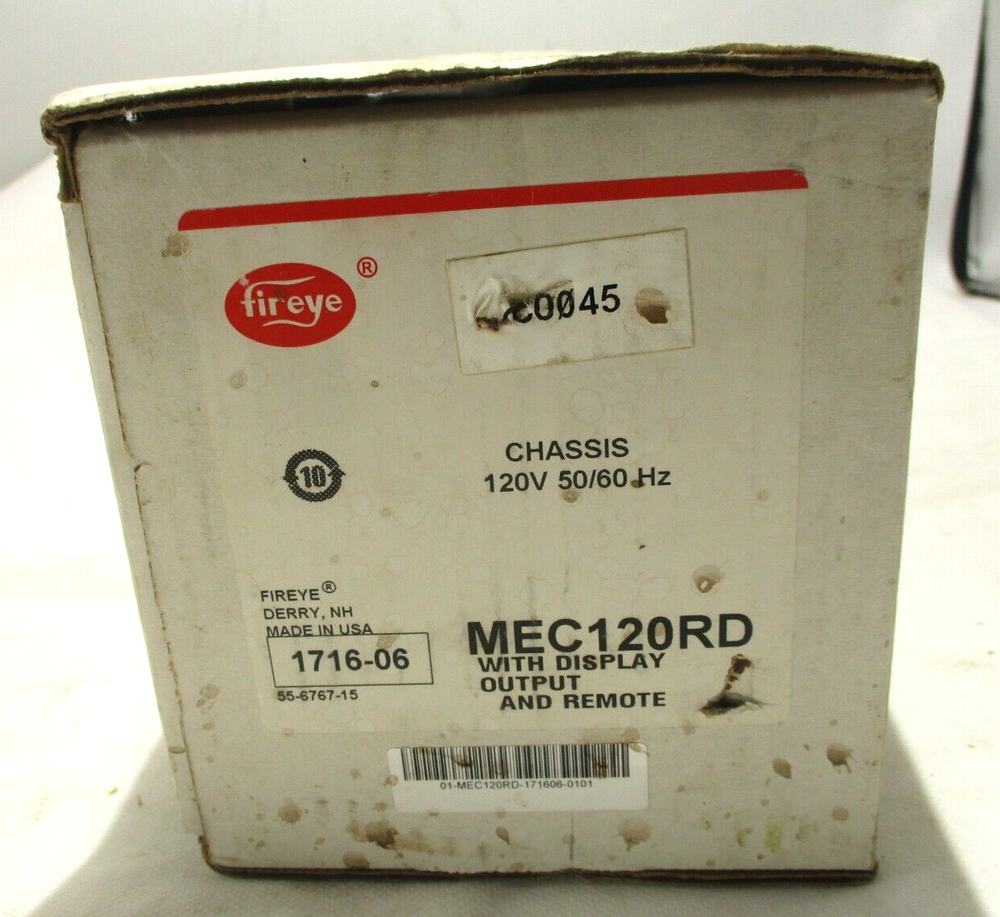 fireye ®
c0Ø45
CHASSIS
120V 50/60 Hz
10
FIREYE®
DERRY, NH
MADE IN USA
1716-06
55-6767-15
MEC120RD
WITH DISPLAY
OUTPUT
AND REMOTE
01-MEC120RD-171606-0101